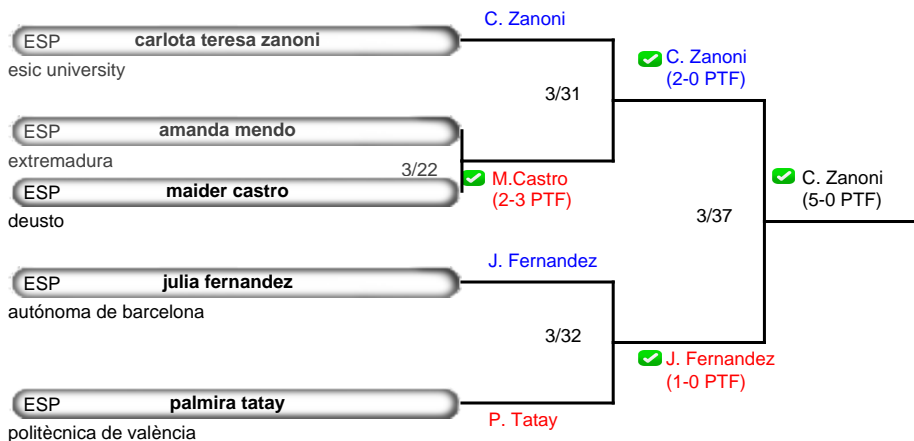 C. Zanoni
ESP carlota teresa zanoni
esic university
C. Zanoni
(2-0 PTF)
3/31
ESP amanda mendo
extremadura
3/22
M.Castro
(2-3 PTF)
ESP maider castro
deusto
C. Zanoni
(5-0 PTF)
3/37
J. Fernandez
ESP julia fernandez
autónoma de barcelona
3/32
J. Fernandez
(1-0 PTF)
ESP palmira tatay
P. Tatay
politècnica de valència